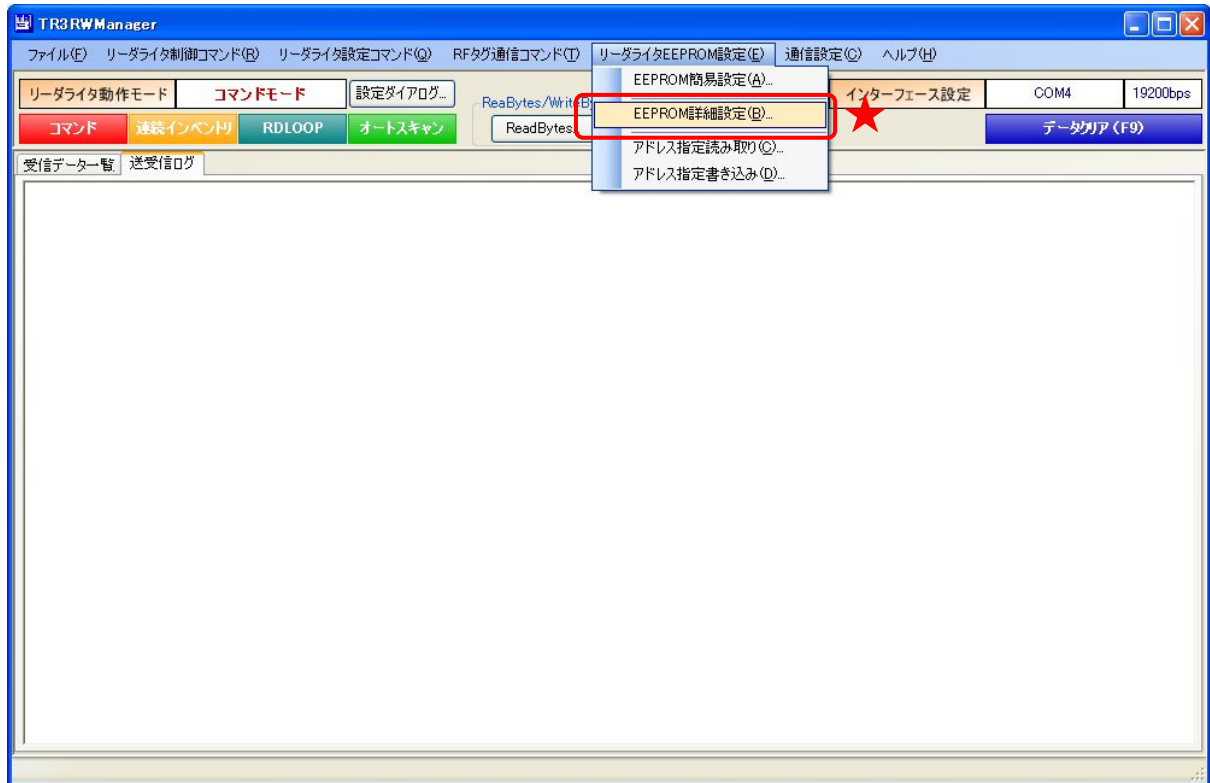 TR3RWManager
ファイル(F) リーダライタ制御コマンド(R) リーダライタ設定コマンド(Q) RFタグ通信コマンド(T) リーダライタEEPROM設定(E) 通信設定(C) ヘルプ(H)
EEPROM簡易設定(A)...
EEPROM詳細設定(B)...
アドレス指定読み取り(C)...
アドレス指定書き込み(D)...
リーダライタ動作モード コマンドモード 設定ダイアログ... ReaBytes/WriteB インターフェース設定 COM4 19200bps
コマンド 連続インベントリ RDLOOP オートスキャン ReadBytes. データクリア (F9)
受信データ一覧 送受信ログ